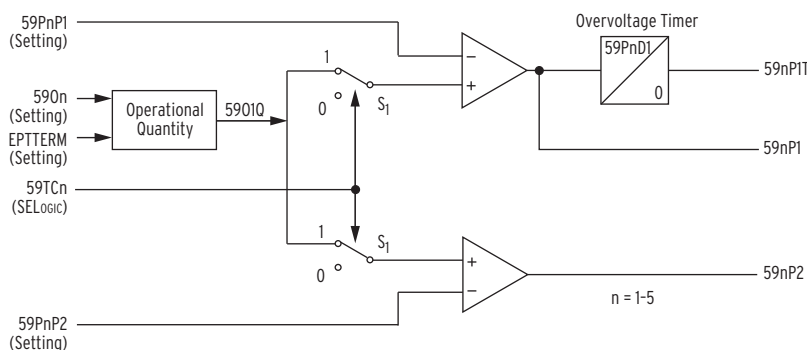 59PnP1
(Setting)
Overvoltage Timer
59PnD1
0
59nP1T
1
0
S1
−
+
59On
(Setting)
EPTTERM
(Setting)
Operational
Quantity
59O1Q
59nP1
59TCn
(SELOGIC)
1
0
S1
+
−
59nP2
n = 1-5
59PnP2
(Setting)